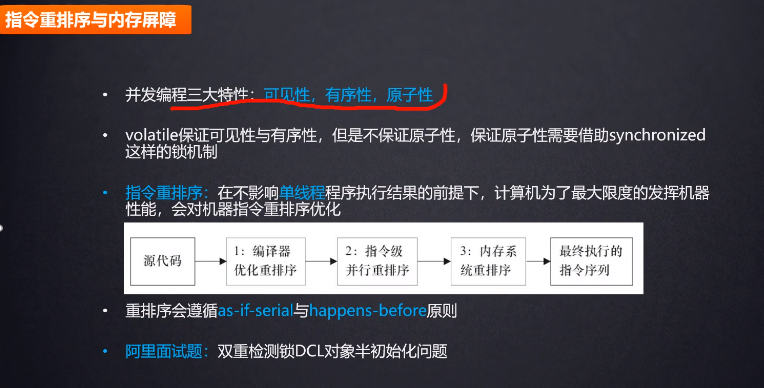 指令重排序与内存屏障
• 并发编程三大特性：可见性，有序性，原子性
• volatile保证可见性与有序性，但是不保证原子性，保证原子性需要借助synchronized
这样的锁机制
• 指令重排序：在不影响单线程程序执行结果的前提下，计算机为了最大限度的发挥机器
性能，会对机器指令重排序优化
源代码
1：编译器
优化重排序
2：指令级
并行重排序
3：内存系
统重排序
最终执行的
指令序列
• 重排序会遵循as-if-serial与happens-before原则
• 阿里面试题：双重检测锁DCL对象半初始化问题